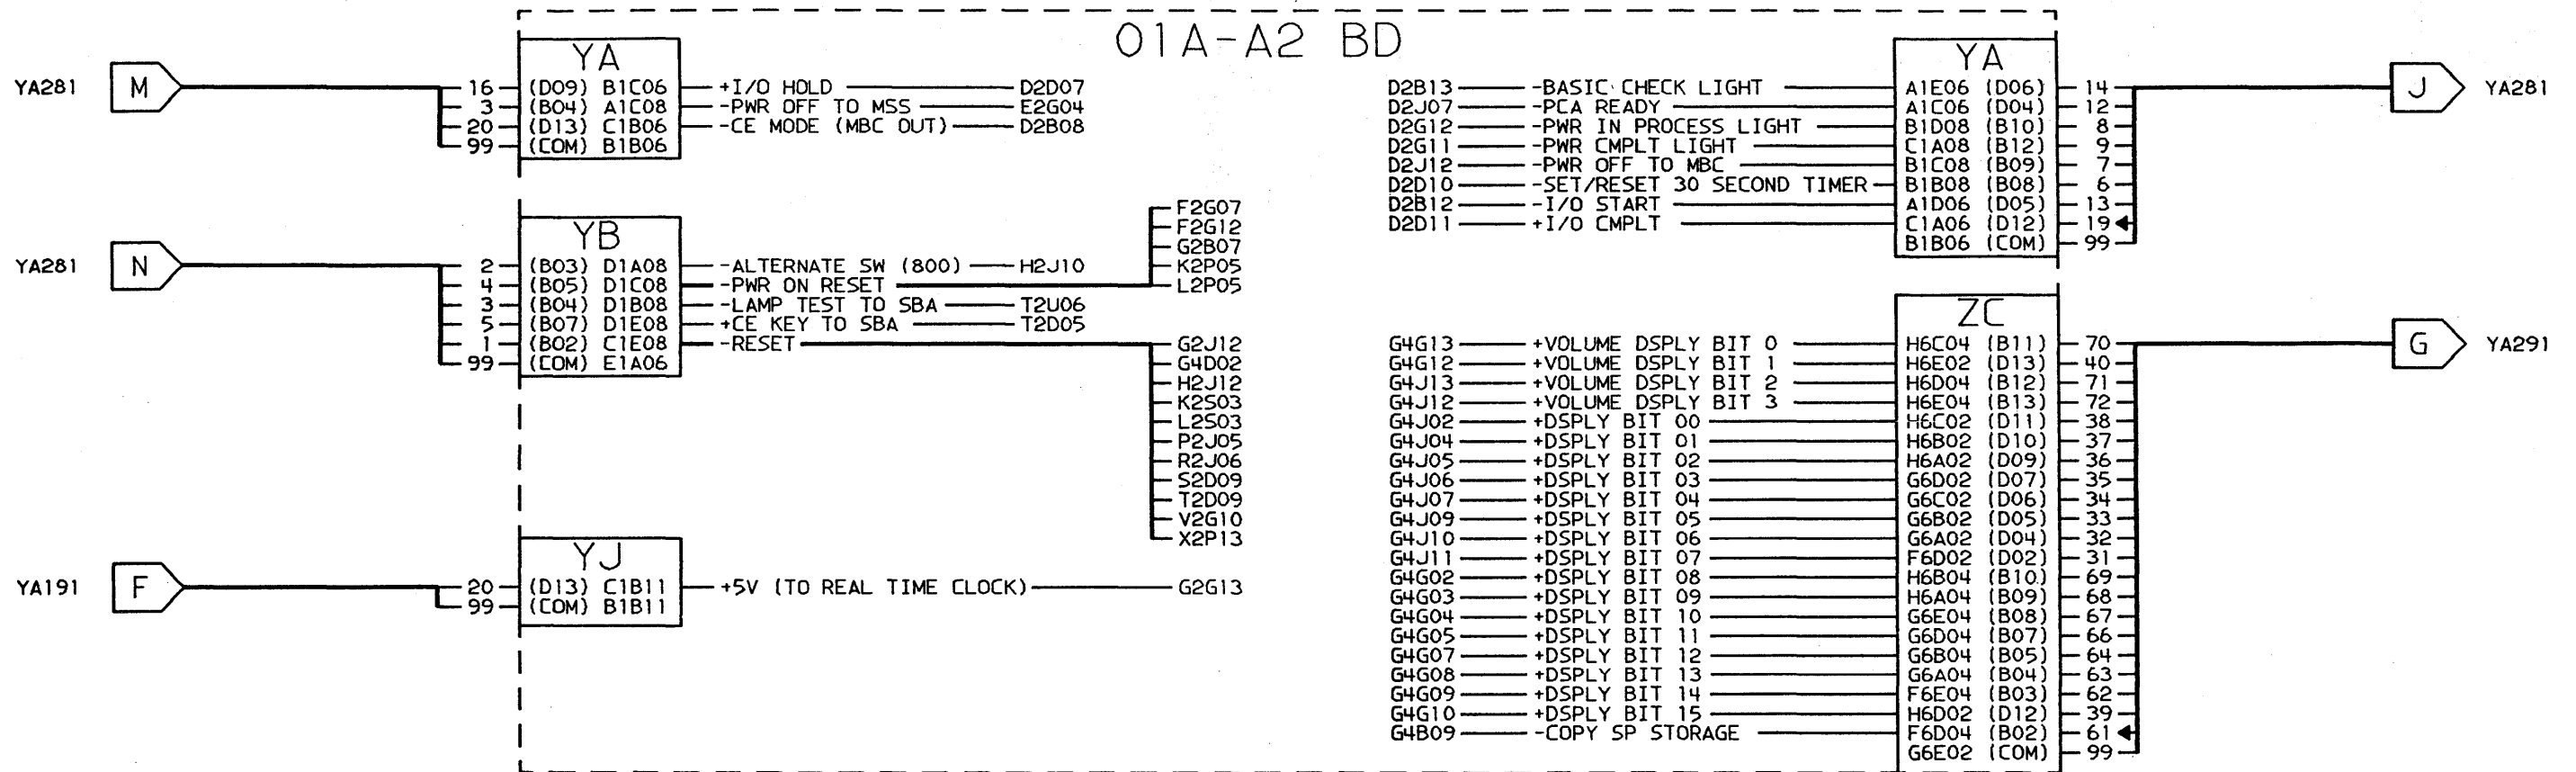 01A-A2 BD
YA281 M
YA
16 (D09) B1C06 +I/O HOLD D2D07
3 (B04) A1C08 -PWR OFF TO MSS E2G04
20 (D13) C1B06 -CE MODE (MBC OUT) D2B08
99 (COM) B1B06
YA281 N
YB
2 (B03) D1A08 -ALTERNATE SW (800) H2J10
4 (B05) D1C08 -PWR ON RESET
3 (B04) D1B08 -LAMP TEST TO SBA T2U06
5 (B07) D1E08 +CE KEY TO SBA T2D05
1 (B02) C1E08 -RESET
99 (COM) E1A06
F2G07
F2G12
G2B07
K2P05
L2P05
G2J12
G4D02
H2J12
K2S03
L2S03
P2J05
R2J06
S2D09
T2D09
V2G10
X2P13
YA191 F
YJ
20 (D13) C1B11 +5V (TO REAL TIME CLOCK) G2G13
99 (COM) B1B11
YA
D2B13 -BASIC CHECK LIGHT A1E06 (D06) 14
D2J07 -PCA READY A1C06 (D04) 12
D2G12 -PWR IN PROCESS LIGHT B1D08 (B10) 8
D2G11 -PWR CMPLT LIGHT C1A08 (B12) 9
D2J12 -PWR OFF TO MBC B1C08 (B09) 7
D2D10 -SET/RESET 30 SECOND TIMER B1B08 (B08) 6
D2B12 -I/O START A1D06 (D05) 13
D2D11 +I/O CMPLT C1A06 (D12) 19
B1B06 (COM) 99
J YA281
ZC
G4G13 +VOLUME DSPLY BIT 0 H6C04 (B11) 70
G4G12 +VOLUME DSPLY BIT 1 H6E02 (D13) 40
G4J13 +VOLUME DSPLY BIT 2 H6D04 (B12) 71
G4J12 +VOLUME DSPLY BIT 3 H6E04 (B13) 72
G4J02 +DSPLY BIT 00 H6C02 (D11) 38
G4J04 +DSPLY BIT 01 H6B02 (D10) 37
G4J05 +DSPLY BIT 02 H6A02 (D09) 36
G4J06 +DSPLY BIT 03 G6D02 (D07) 35
G4J07 +DSPLY BIT 04 G6C02 (D06) 34
G4J09 +DSPLY BIT 05 G6B02 (D05) 33
G4J10 +DSPLY BIT 06 G6A02 (D04) 32
G4J11 +DSPLY BIT 07 F6D02 (D02) 31
G4G02 +DSPLY BIT 08 H6B04 (B10) 69
G4G03 +DSPLY BIT 09 H6A04 (B09) 68
G4G04 +DSPLY BIT 10 G6E04 (B08) 67
G4G05 +DSPLY BIT 11 G6D04 (B07) 66
G4G07 +DSPLY BIT 12 G6B04 (B05) 64
G4G08 +DSPLY BIT 13 G6A04 (B04) 63
G4G09 +DSPLY BIT 14 F6E04 (B03) 62
G4G10 +DSPLY BIT 15 H6D02 (D12) 39
G4B09 -COPY SP STORAGE F6D04 (B02) 61
G6E02 (COM) 99
G YA291